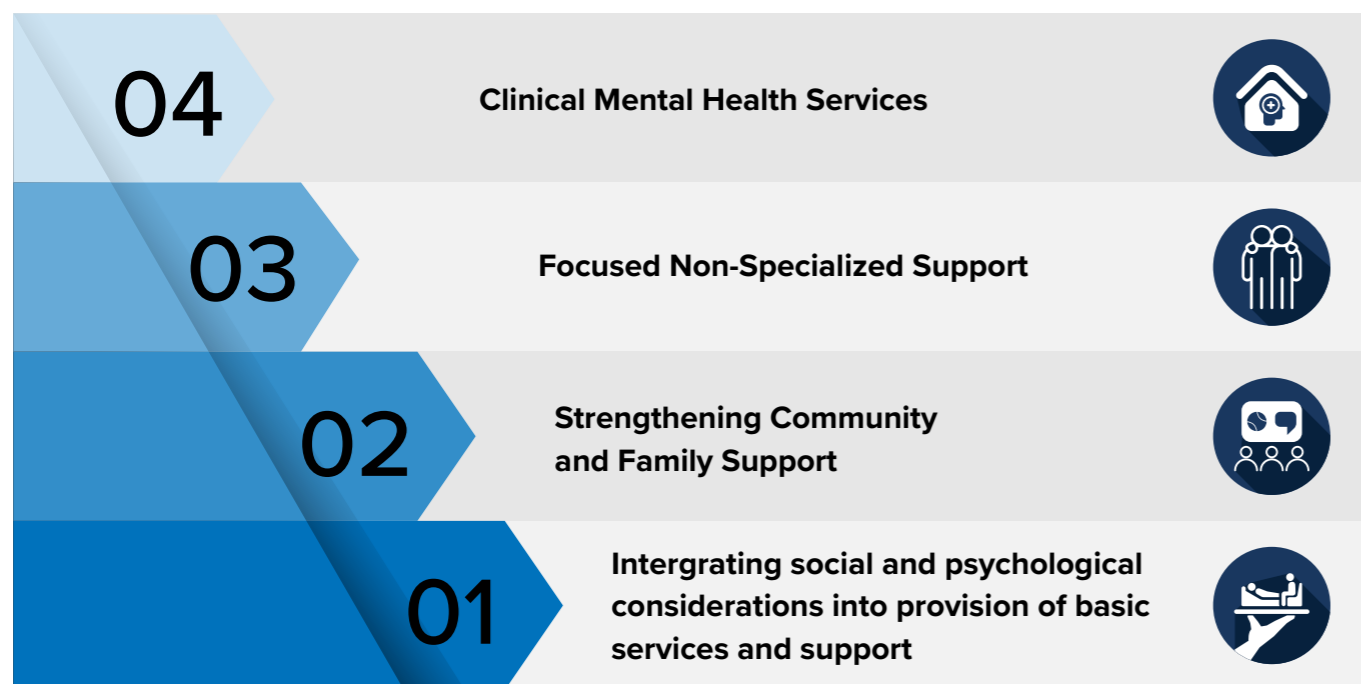 04
Clinical Mental Health Services
03
Focused Non-Specialized Support
02
Strengthening Community
and Family Support
01
Intergrating social and psychological
considerations into provision of basic
services and support